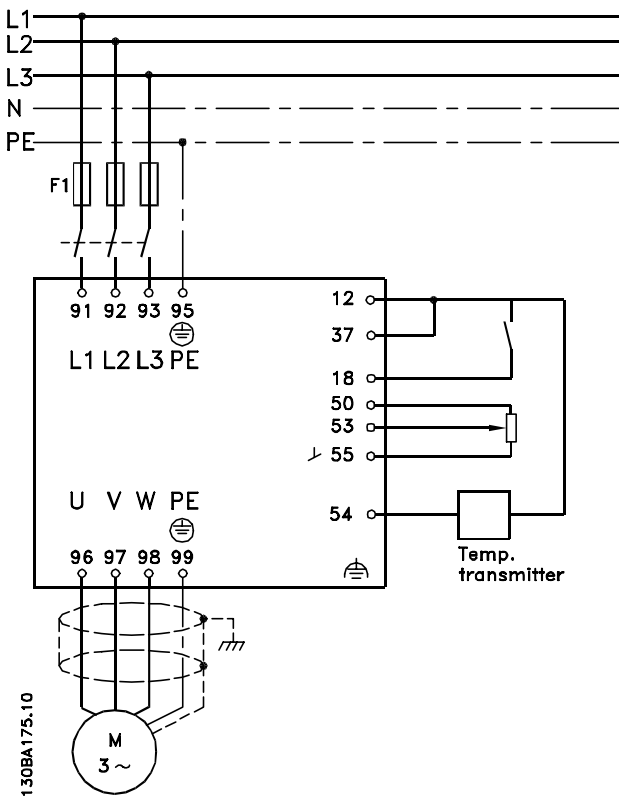 L1
L2
L3
N
PE
F1
91 92 93 95
L1 L2 L3 PE
12
37
18
50
53
55
54
U V W PE
96 97 98 99
Temp.
transmitter
M
3 ~
130BA175.10